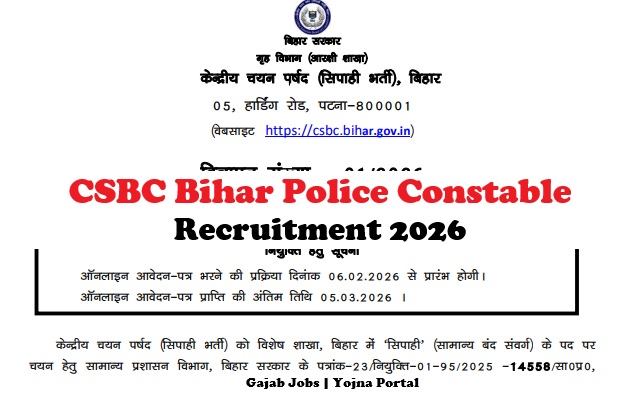 बिहार सरकार
गृह विभाग (आरक्षी शाखा)
केन्द्रीय चयन पर्षद (सिपाही भर्ती), बिहार
05, हार्डिंग रोड, पटना-800001
(वेबसाइट https://csbc.bihar.gov.in)
CSBC Bihar Police Constable
Recruitment 2026
नियुक्ति हेतु सूचना
ऑनलाइन आवेदन-पत्र भरने की प्रक्रिया दिनांक 06.02.2026 से प्रारंभ होगी।
ऑनलाइन आवेदन-पत्र प्राप्ति की अंतिम तिथि 05.03.2026 ।
केन्द्रीय चयन पर्षद (सिपाही भर्ती) को विशेष शाखा, बिहार में 'सिपाही' (सामान्य बंद संवर्ग) के पद पर
चयन हेतु सामान्य प्रशासन विभाग, बिहार सरकार के पत्रांक-23/नियुक्ति-01-95/2025 -14558/सा०प्र०,
Gajab Jobs | Yojna Portal